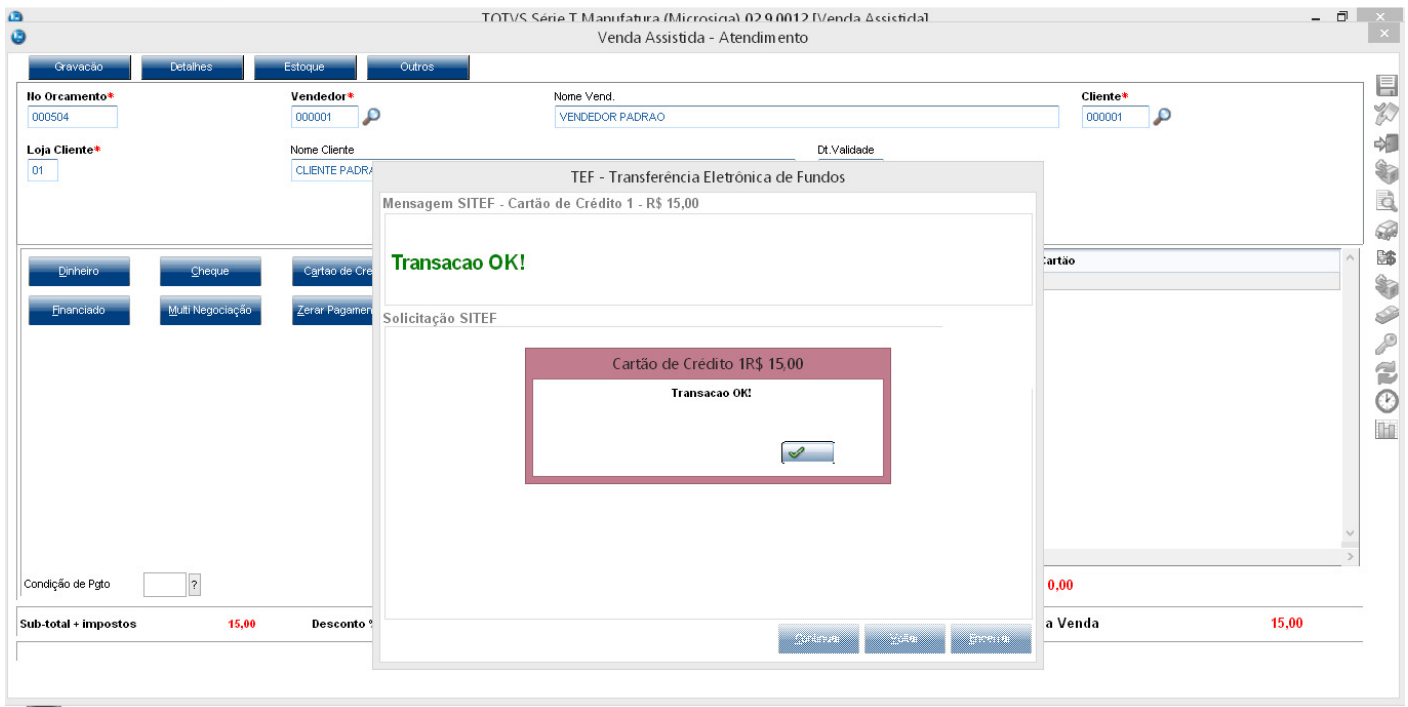 TOTVS Série T Manufatura (Microsiga) 02.9.0012 [Venda Assistida]
Venda Assistida - Atendimento
Gravacão Detalhes Estoque Outros
No Orcamento* Vendedor* Nome Vend. Cliente*
000504 000001 VENDEDOR PADRAO 000001
Loja Cliente* Nome Cliente Dt.Validade
01 CLIENTE PADRA
TEF - Transferência Eletrônica de Fundos
Mensagem SITEF - Cartão de Crédito 1 - R$ 15,00
Transacao OK!
Dinheiro Cheque Cartao de Cre
Cartão
Financiado Multi Negociação Zerar Pagamen
Solicitação SITEF
Cartão de Crédito 1R$ 15,00
Transacao OK!
Condição de Pgto ? 0,00
Sub-total + impostos 15,00 Desconto % a Venda 15,00
Continuar Voltar Encerrar